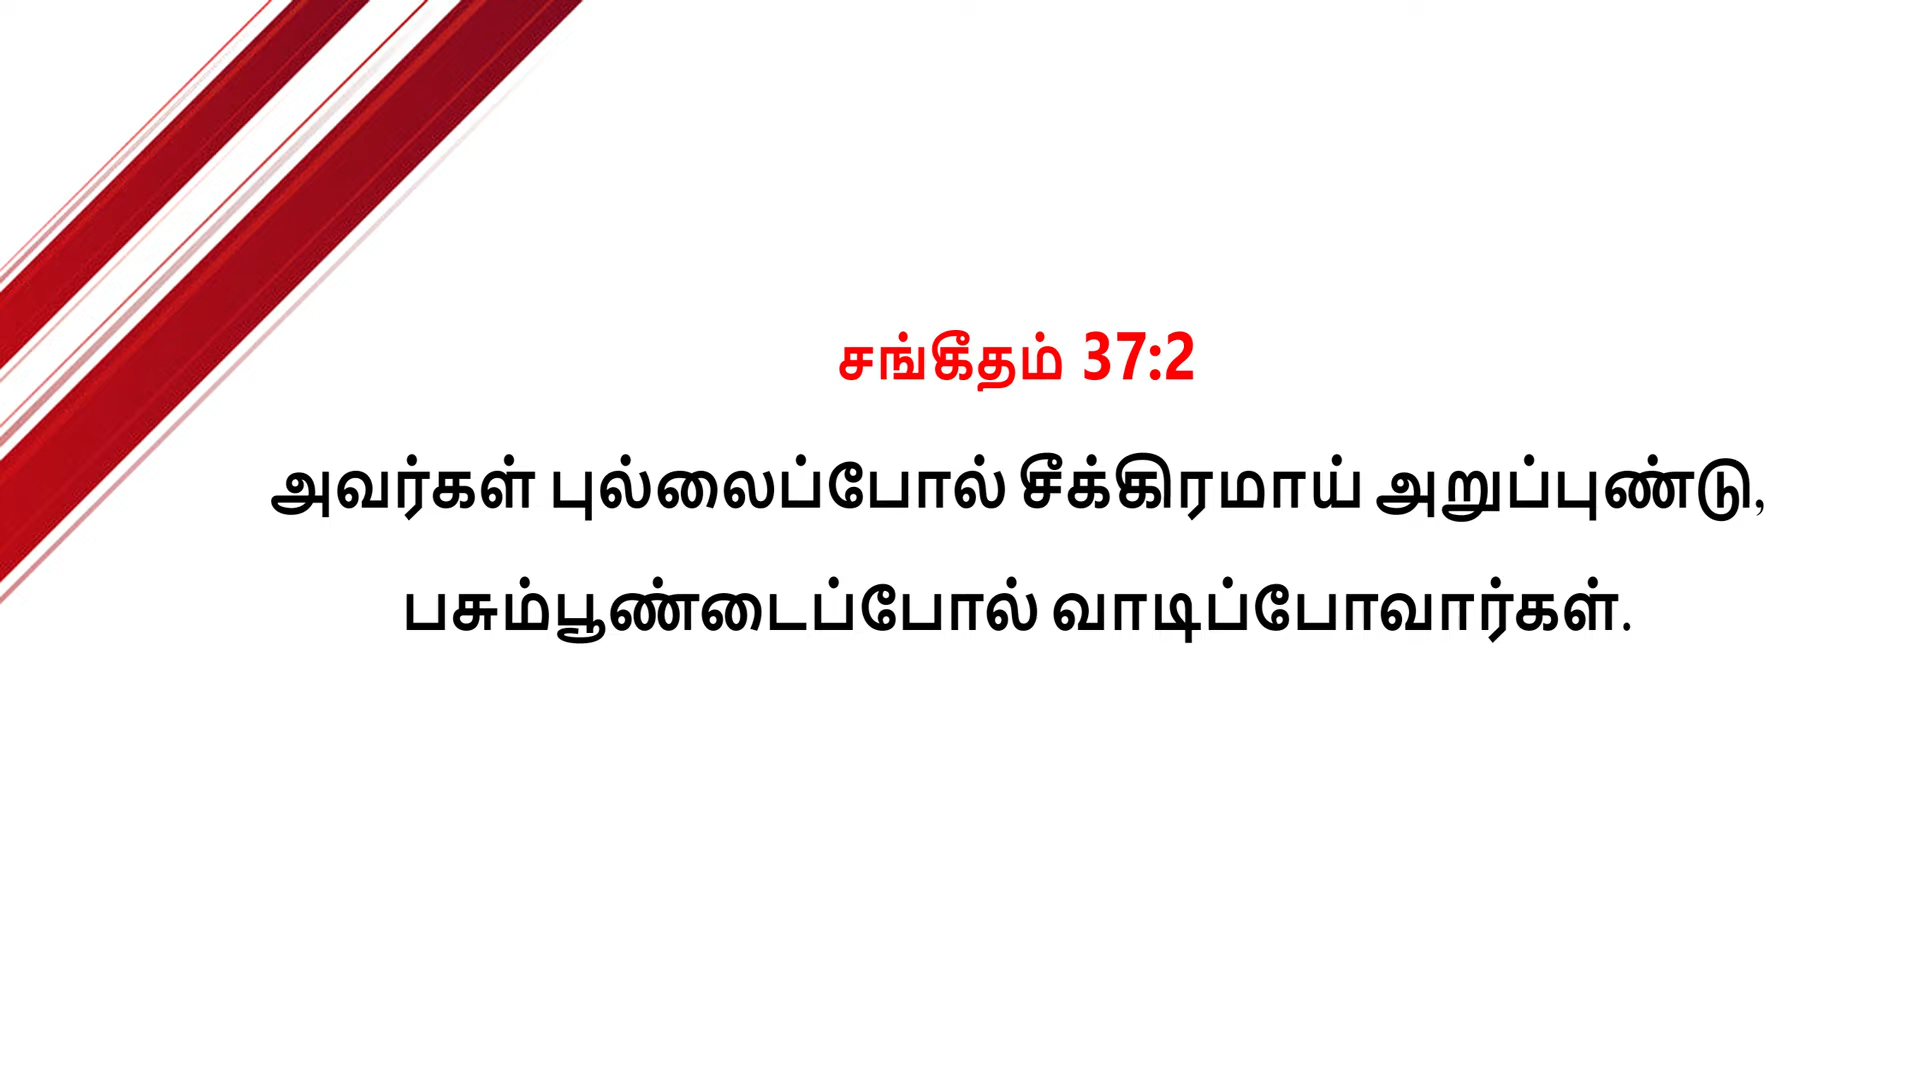 சங்கீதம் 37:2
அவர்கள் புல்லைப்போல் சீக்கிரமாய் அறுப்புண்டு,
பசும்பூண்டைப்போல் வாடிப்போவார்கள்.